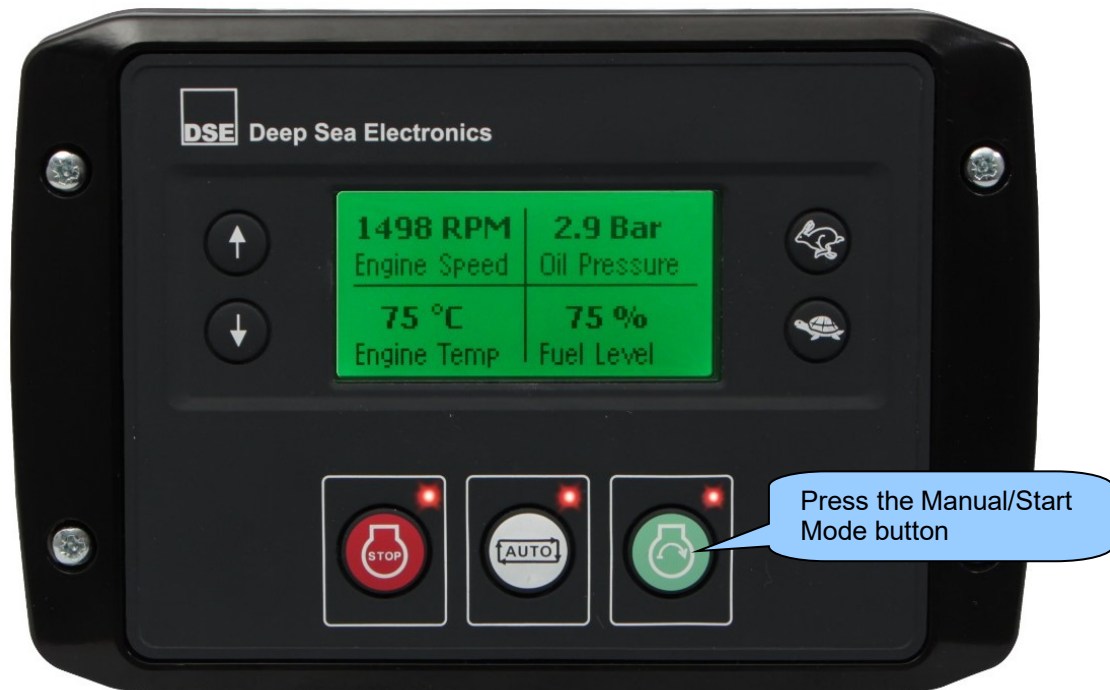 DSE Deep Sea Electronics
1498 RPM 2.9 Bar
Engine Speed Oil Pressure
75 °C 75 %
Engine Temp Fuel Level
STOP
AUTO
Press the Manual/Start
Mode button